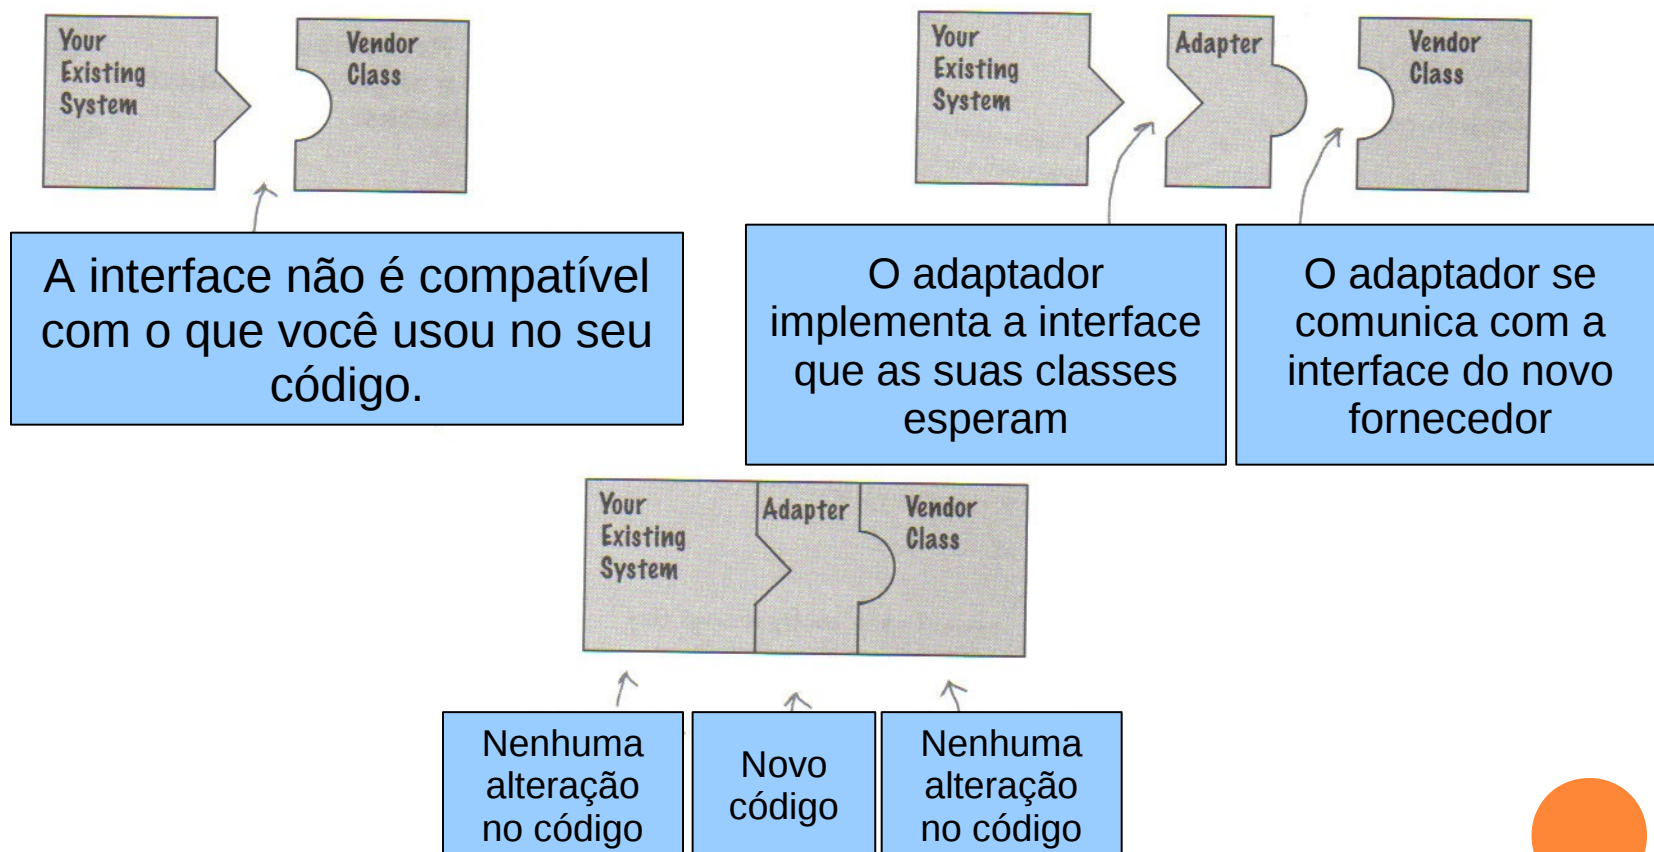 Your
Existing
System
Vendor
Class
A interface não é compatível
com o que você usou no seu
código.
Your
Existing
System
Adapter
Vendor
Class
O adaptador
implementa a interface
que as suas classes
esperam
O adaptador se
comunica com a
interface do novo
fornecedor
Your
Existing
System
Adapter
Vendor
Class
Nenhuma
alteração
no código
Novo
código
Nenhuma
alteração
no código